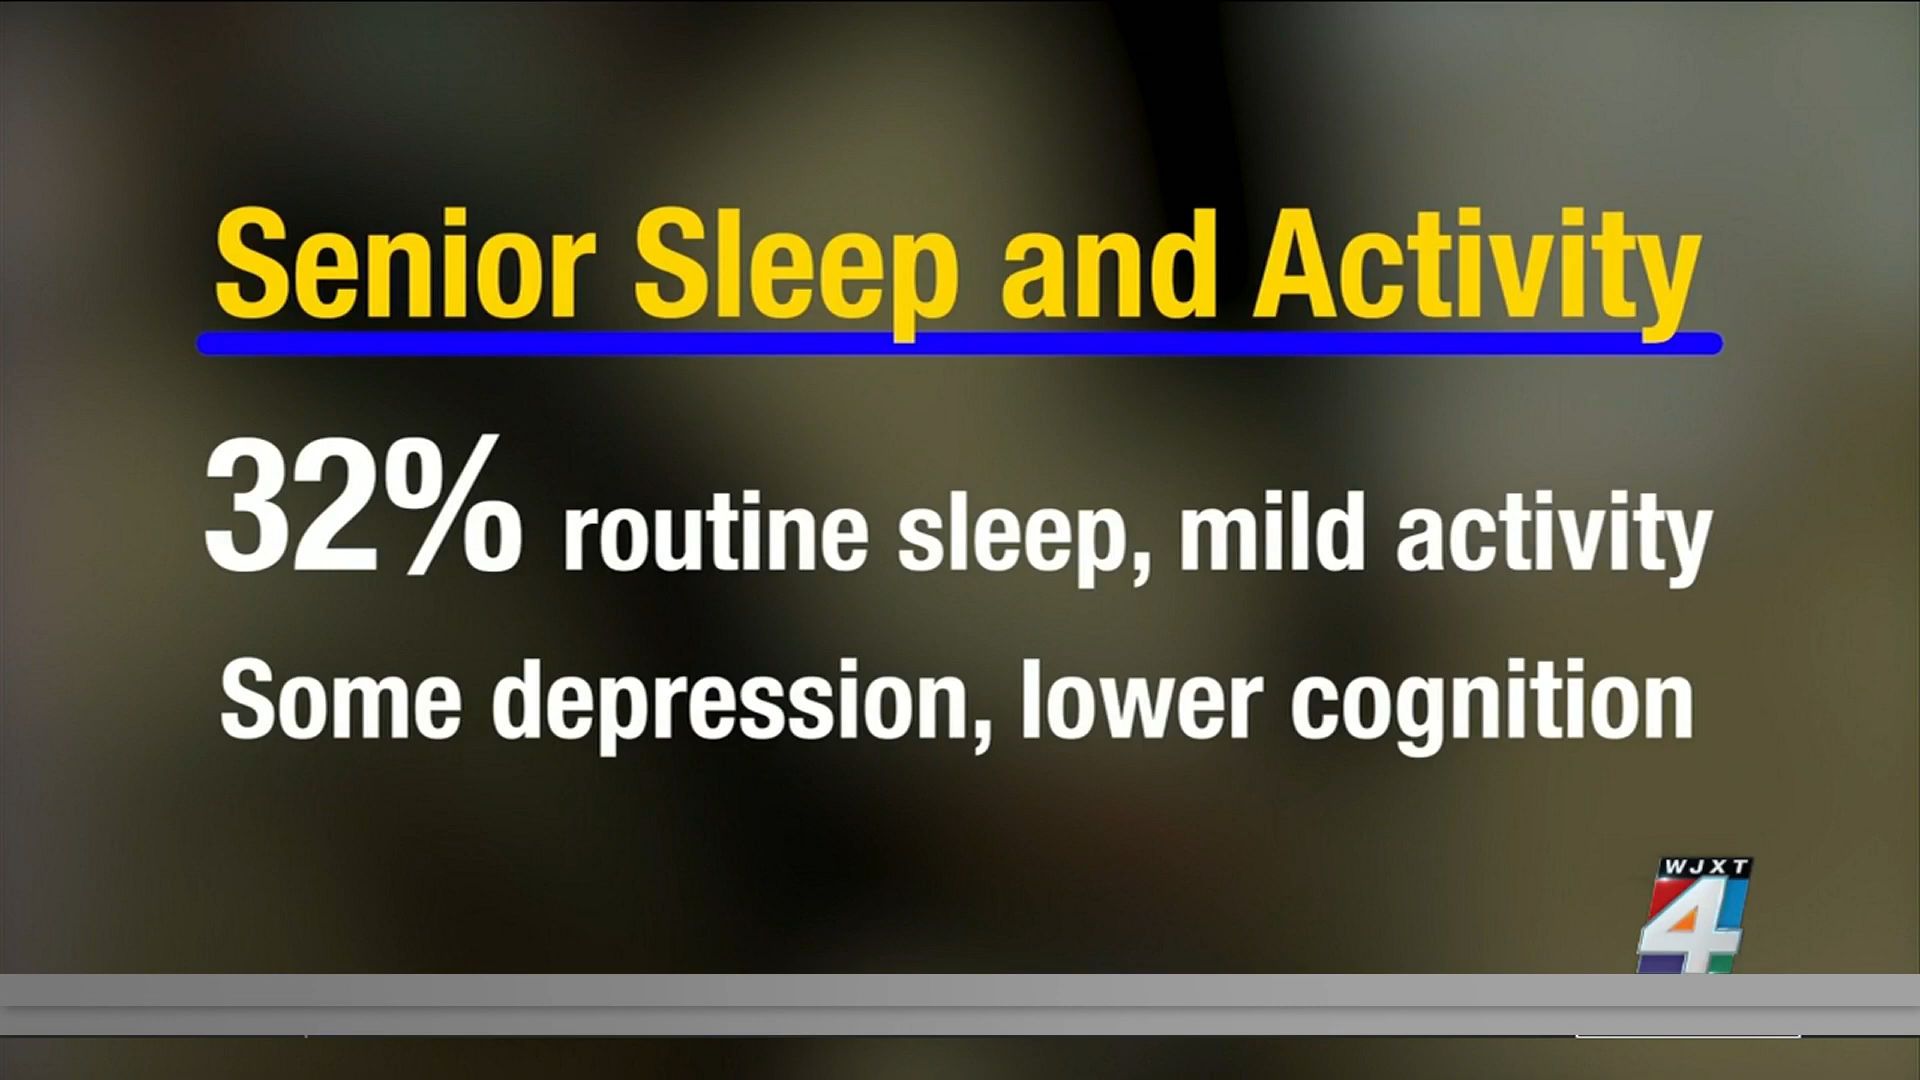 Senior Sleep and Activity
32% routine sleep, mild activity
Some depression, lower cognition
WJXT
4